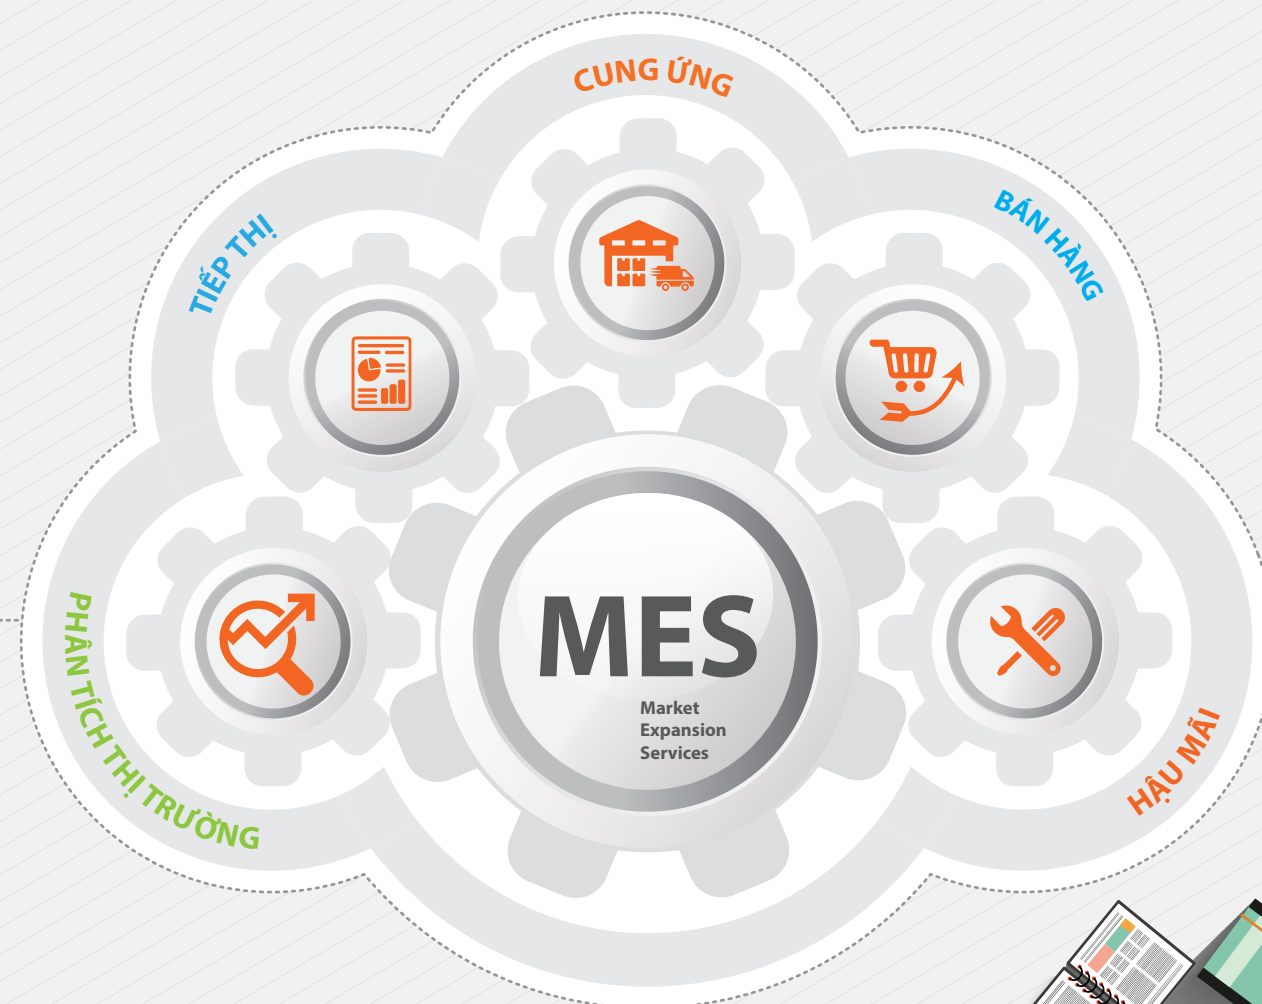 CUNG ỨNG
TIẾP THỊ
BÁN HÀNG
PHÂN TÍCH THỊ TRƯỜNG
MES
Market
Expansion
Services
HẬU MÃI